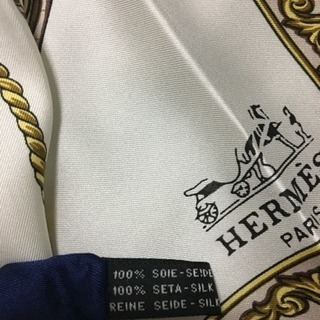 HERMÈS
PARIS
100% SOIE-SEIDE
100% SETA-SILK
REINE SEIDE-SILK